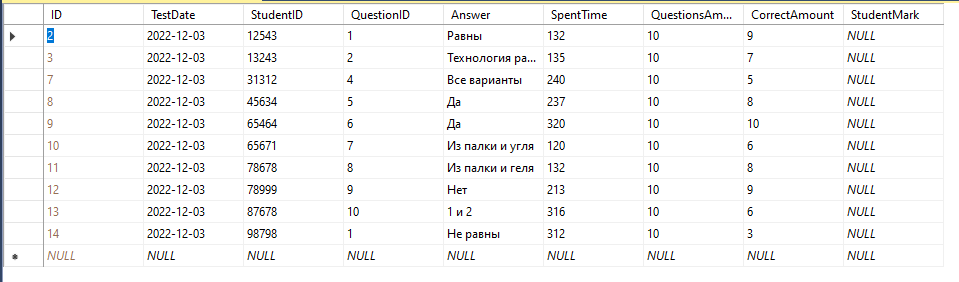 ID TestDate StudentID QuestionID Answer SpentTime QuestionsAm... CorrectAmount StudentMark
2 2022-12-03 12543 1 Равны 132 10 9 NULL
3 2022-12-03 13243 2 Технология ра... 135 10 7 NULL
7 2022-12-03 31312 4 Все варианты 240 10 5 NULL
8 2022-12-03 45634 5 Да 237 10 8 NULL
9 2022-12-03 65464 6 Да 320 10 10 NULL
10 2022-12-03 65671 7 Из палки и угля 120 10 6 NULL
11 2022-12-03 78678 8 Из палки и геля 132 10 8 NULL
12 2022-12-03 78999 9 Нет 213 10 9 NULL
13 2022-12-03 87678 10 1 и 2 316 10 6 NULL
14 2022-12-03 98798 1 Не равны 312 10 3 NULL
NULL NULL NULL NULL NULL NULL NULL NULL NULL